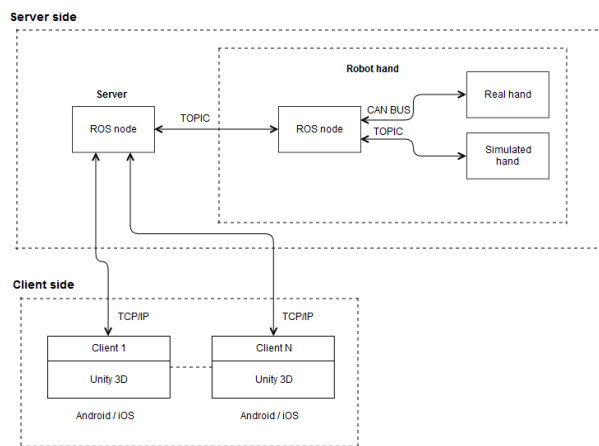 Server side
Robot hand
Server
ROS node
TOPIC
ROS node
CAN BUS
TOPIC
Real hand
Simulated
hand
Client side
TCP/IP
TCP/IP
Client 1
Unity 3D
Android / iOS
Client N
Unity 3D
Android / iOS